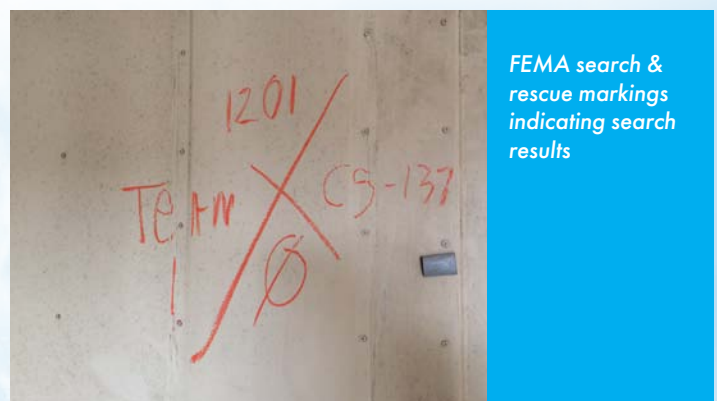 1201
TEAM
1
CS-137
Ø
FEMA search &
rescue markings
indicating search
results